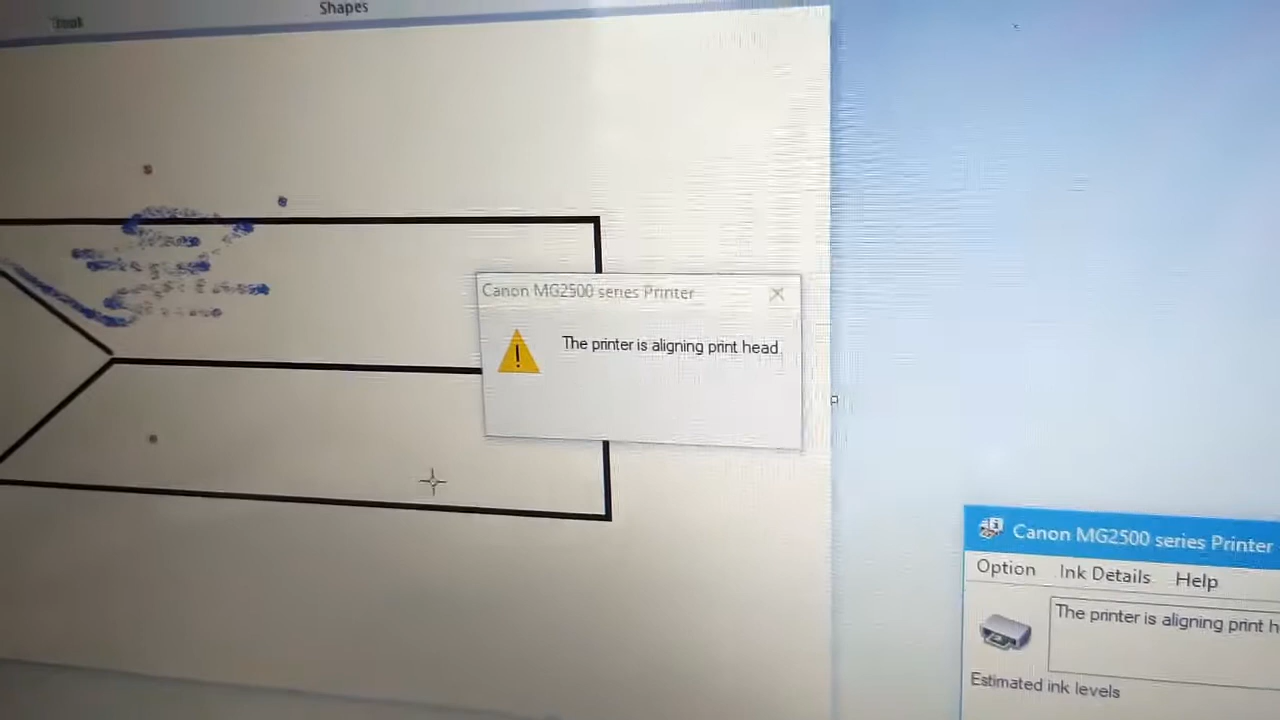 Tool
Shapes
Canon MG2500 series Printer
The printer is aligning print head
Canon MG2500 series Printer
Option Ink Details Help
The printer is aligning print h
Estimated ink levels